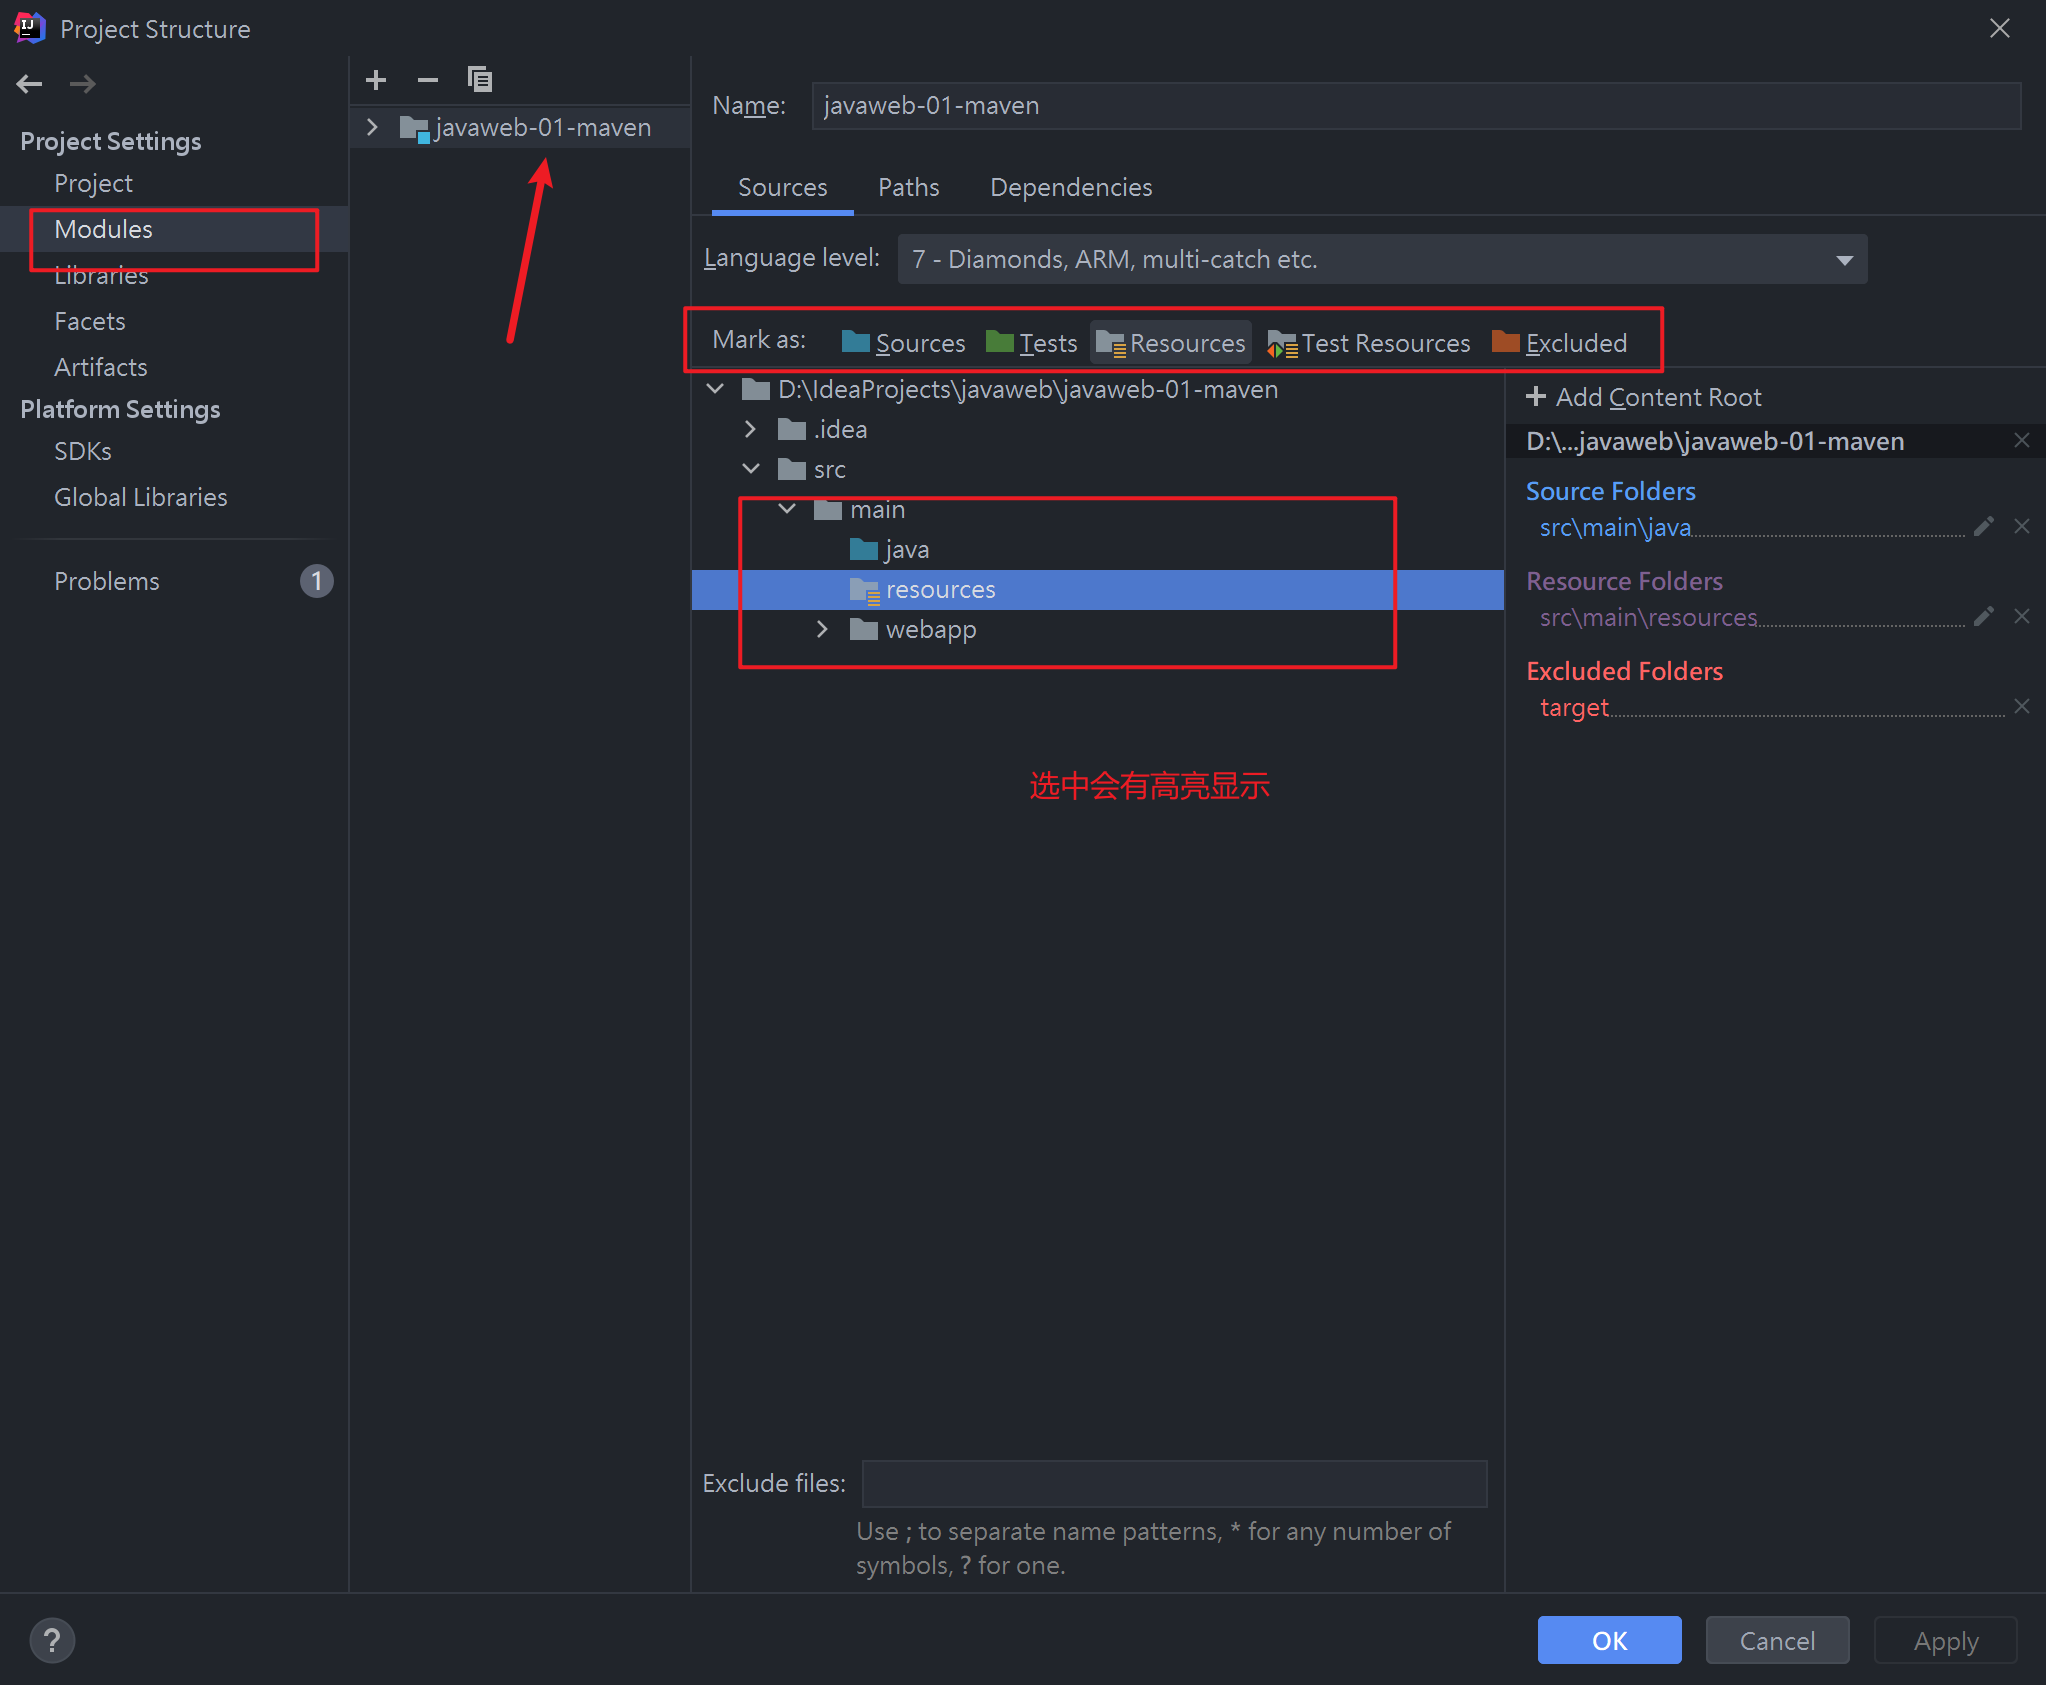 Project Structure
Project Settings
Project
Modules
Libraries
Facets
Artifacts
Platform Settings
SDKs
Global Libraries
Problems
1
javaweb-01-maven
Name:
javaweb-01-maven
Sources
Paths
Dependencies
Language level:
7 - Diamonds, ARM, multi-catch etc.
Mark as:
Sources
Tests
Resources
Test Resources
Excluded
D:\IdeaProjects\javaweb\javaweb-01-maven
.idea
src
main
java
resources
webapp
选中会有高亮显示
Add Content Root
D:\...javaweb\javaweb-01-maven
Source Folders
src\main\java
Resource Folders
src\main\resources
Excluded Folders
target
Exclude files:
Use ; to separate name patterns, * for any number of
symbols, ? for one.
?
OK
Cancel
Apply